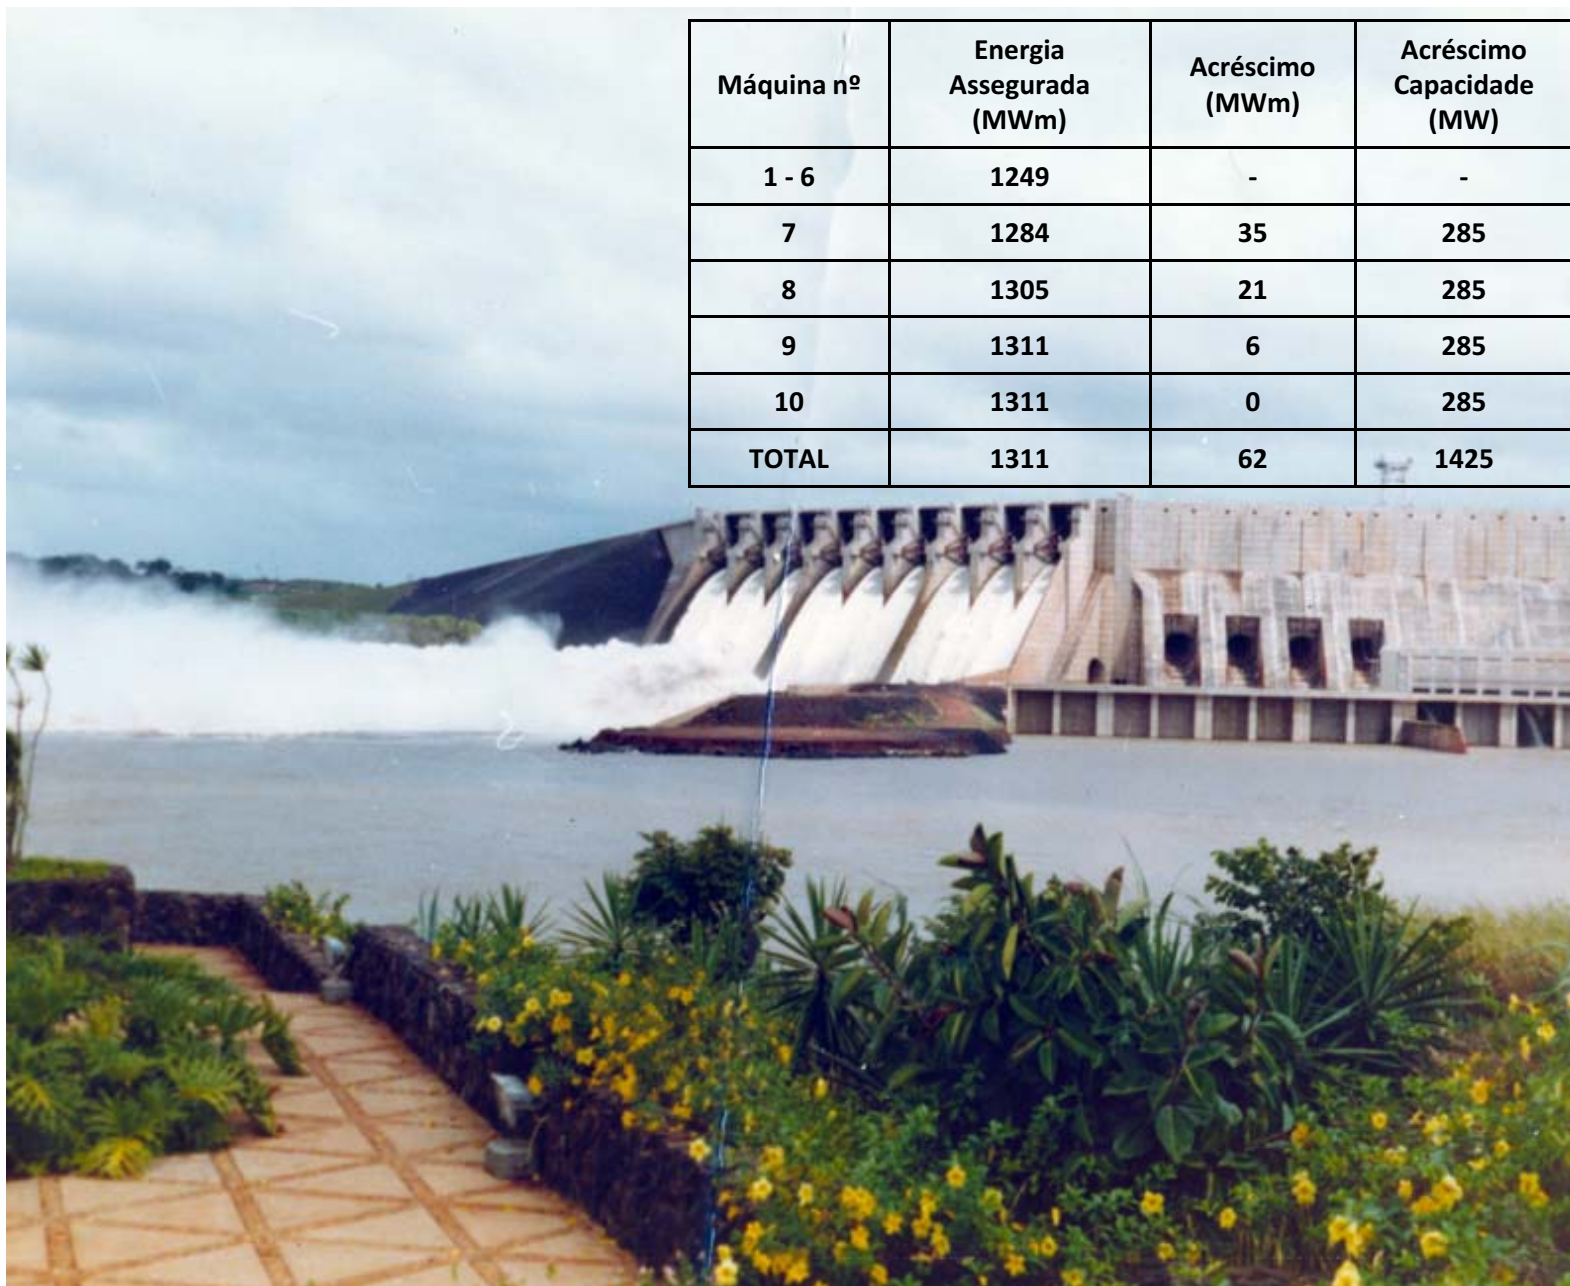 Máquina nº Energia Assegurada (MWm) Acréscimo (MWm) Acréscimo Capacidade (MW)
1 - 6 1249 - -
7 1284 35 285
8 1305 21 285
9 1311 6 285
10 1311 0 285
TOTAL 1311 62 1425